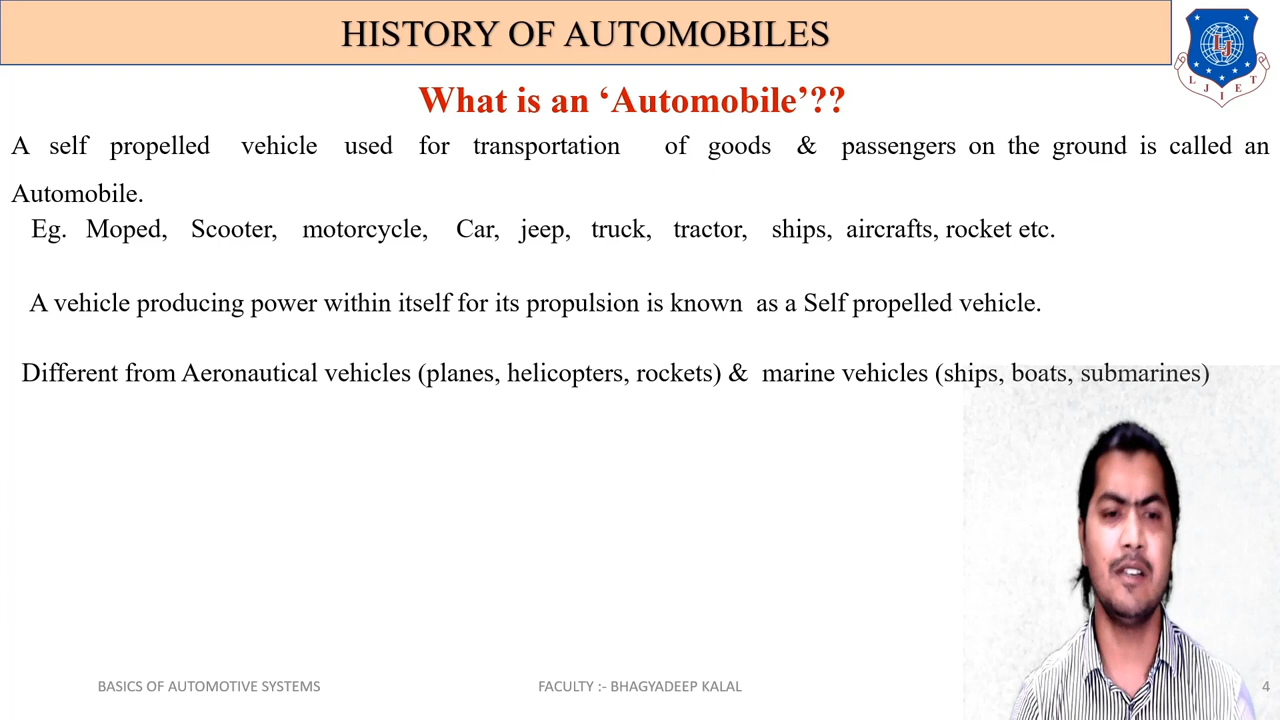 HISTORY OF AUTOMOBILES
LJ
L J I E T
What is an ‘Automobile’??
A self propelled vehicle used for transportation of goods & passengers on the ground is called an
Automobile.
Eg. Moped, Scooter, motorcycle, Car, jeep, truck, tractor, ships, aircrafts, rocket etc.
A vehicle producing power within itself for its propulsion is known as a Self propelled vehicle.
Different from Aeronautical vehicles (planes, helicopters, rockets) & marine vehicles (ships, boats, submarines)
BASICS OF AUTOMOTIVE SYSTEMS
FACULTY :- BHAGYADEEP KALAL
4